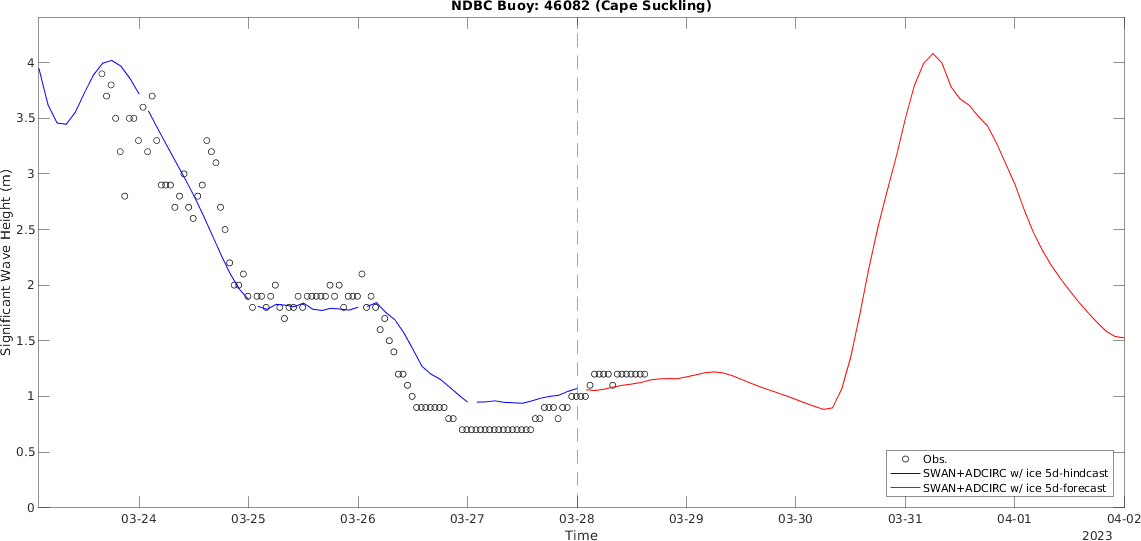 NDBC Buoy: 46082 (Cape Suckling)
Significant Wave Height (m)
4
3.5
3
2.5
2
1.5
1
0.5
0
Obs.
SWAN+ADCIRC w/ ice 5d-hindcast
SWAN+ADCIRC w/ ice 5d-forecast
03-24 03-25 03-26 03-27 03-28 03-29 03-30 03-31 04-01 04-02
Time
2023